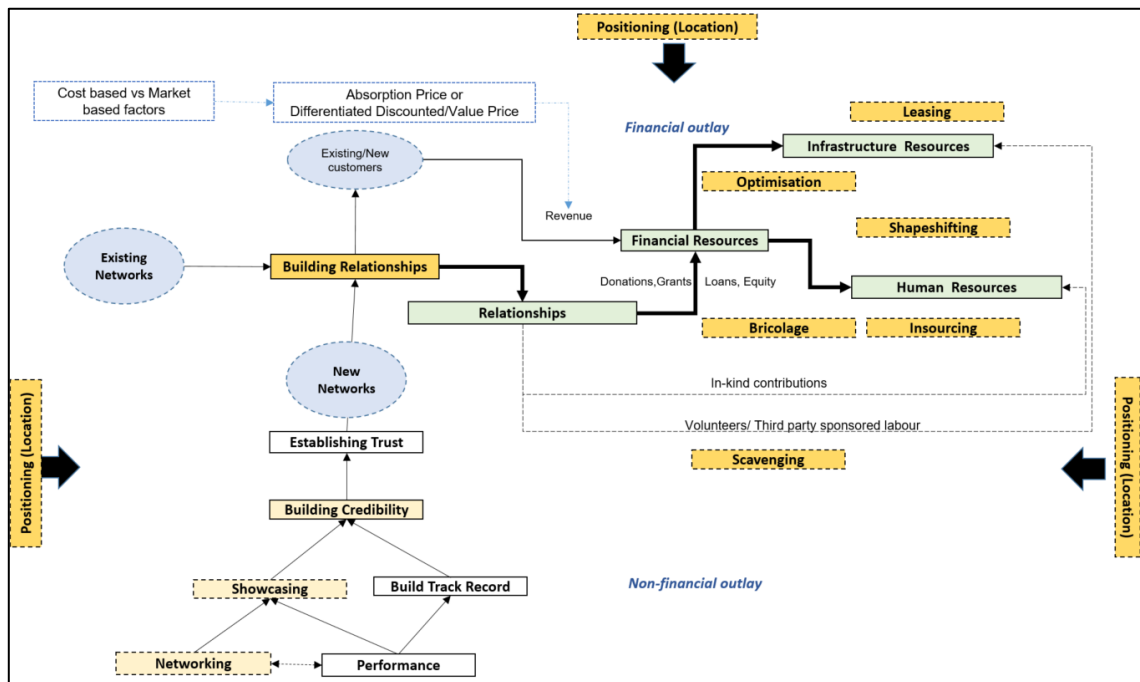 Positioning (Location)
Cost based vs Market
based factors
Absorption Price or
Differentiated Discounted/Value Price
Financial outlay
Leasing
Existing/New
customers
Infrastructure Resources
Optimisation
Revenue
Shapeshifting
Existing
Networks
Building Relationships
Financial Resources
Donations,Grants
Loans, Equity
Human Resources
Relationships
Bricolage
Insourcing
New
Networks
In-kind contributions
Positioning (Location)
Positioning (Location)
Establishing Trust
Volunteers/ Third party sponsored labour
Scavenging
Building Credibility
Showcasing
Build Track Record
Non-financial outlay
Networking
Performance